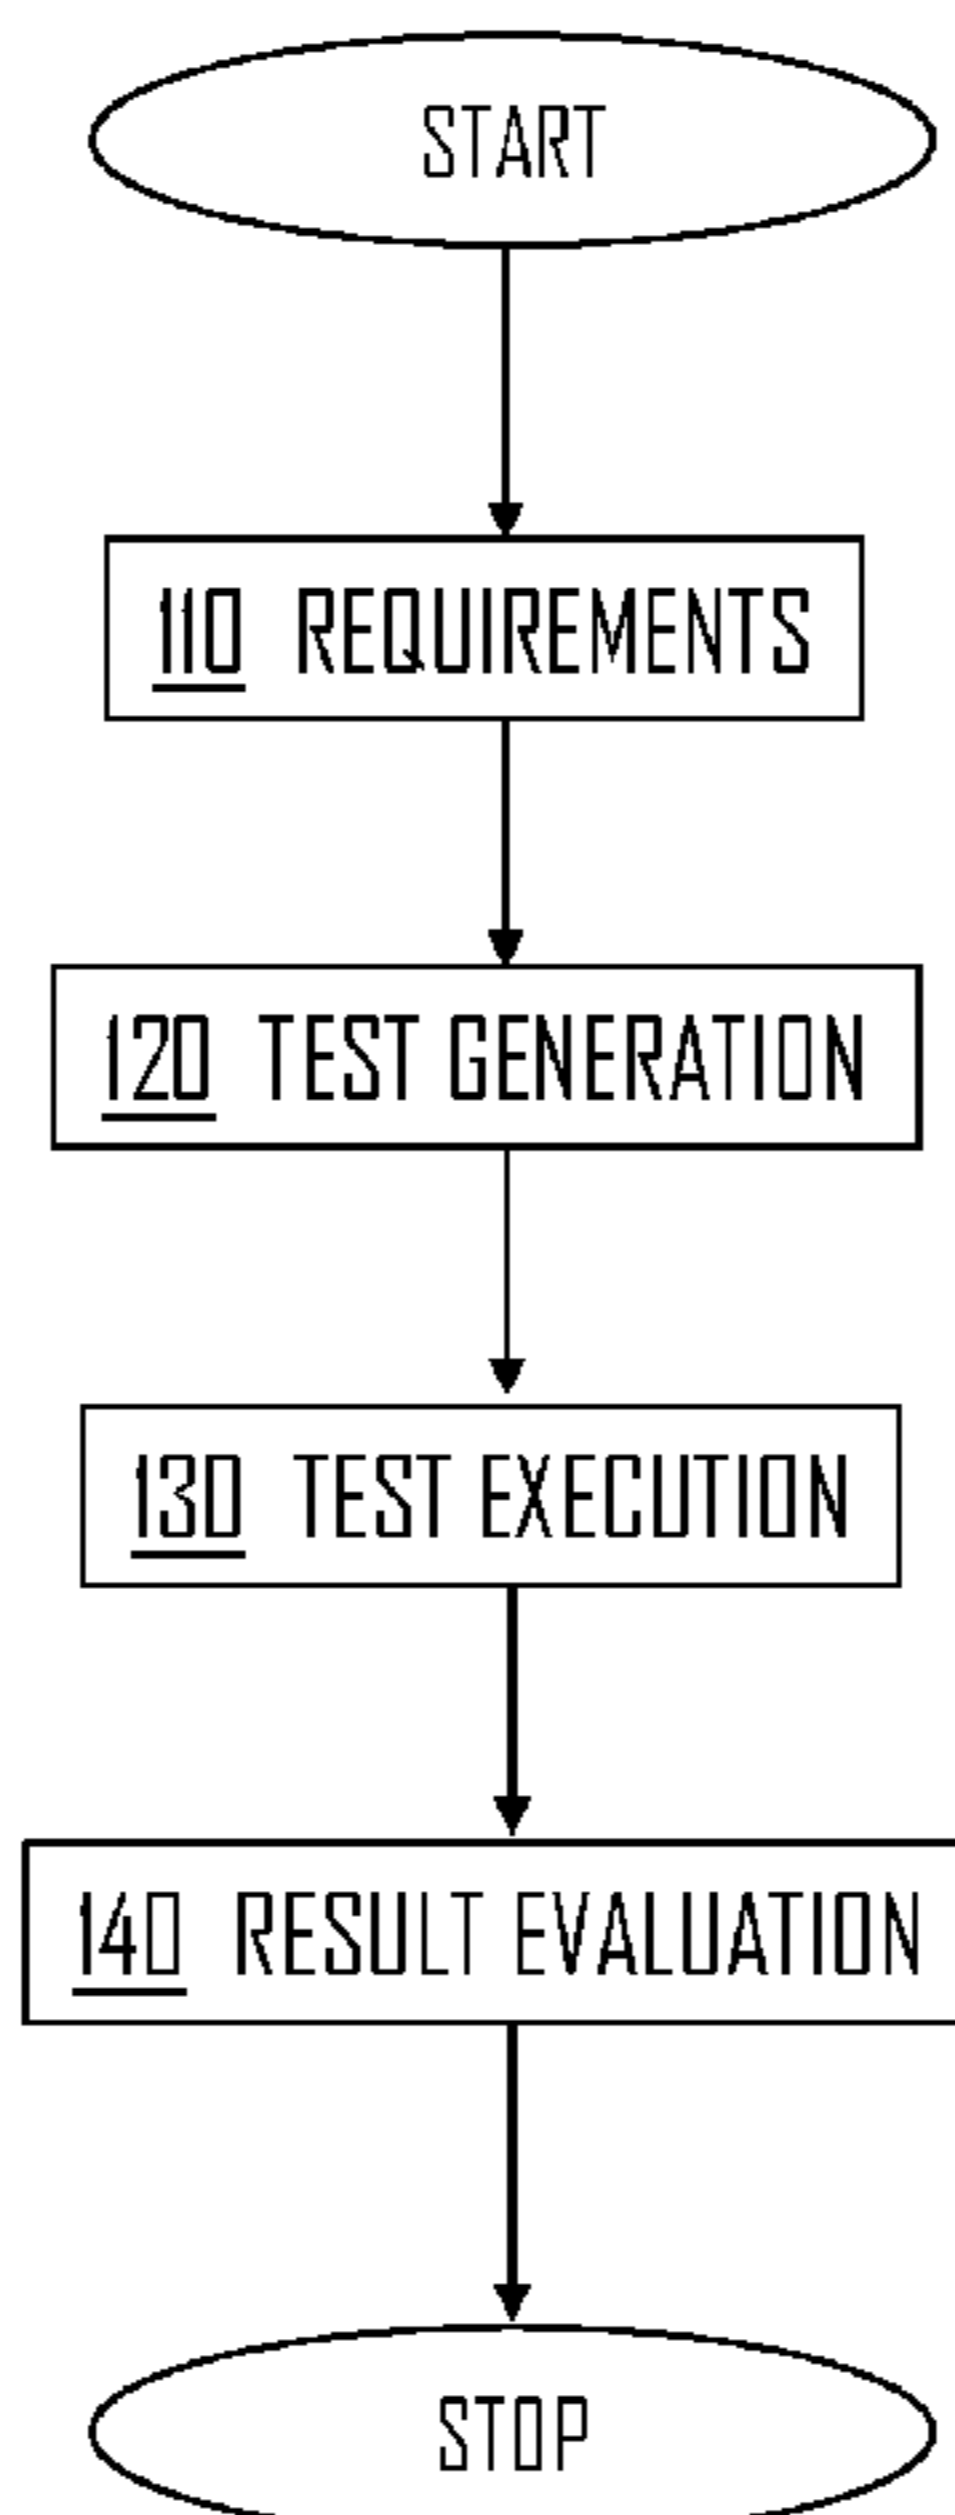 START
110 REQUIREMENTS
120 TEST GENERATION
130 TEST EXECUTION
140 RESULT EVALUATION
STOP